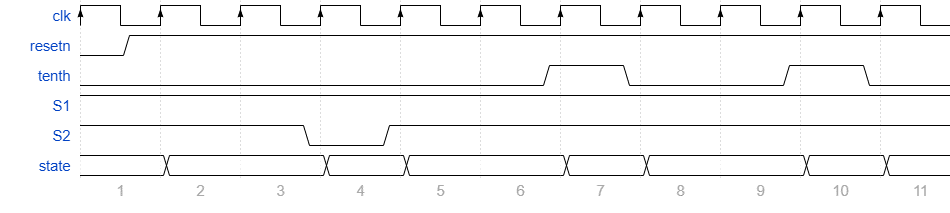 clk
resetn
tenth
S1
S2
state
1 2 3 4 5 6 7 8 9 10 11